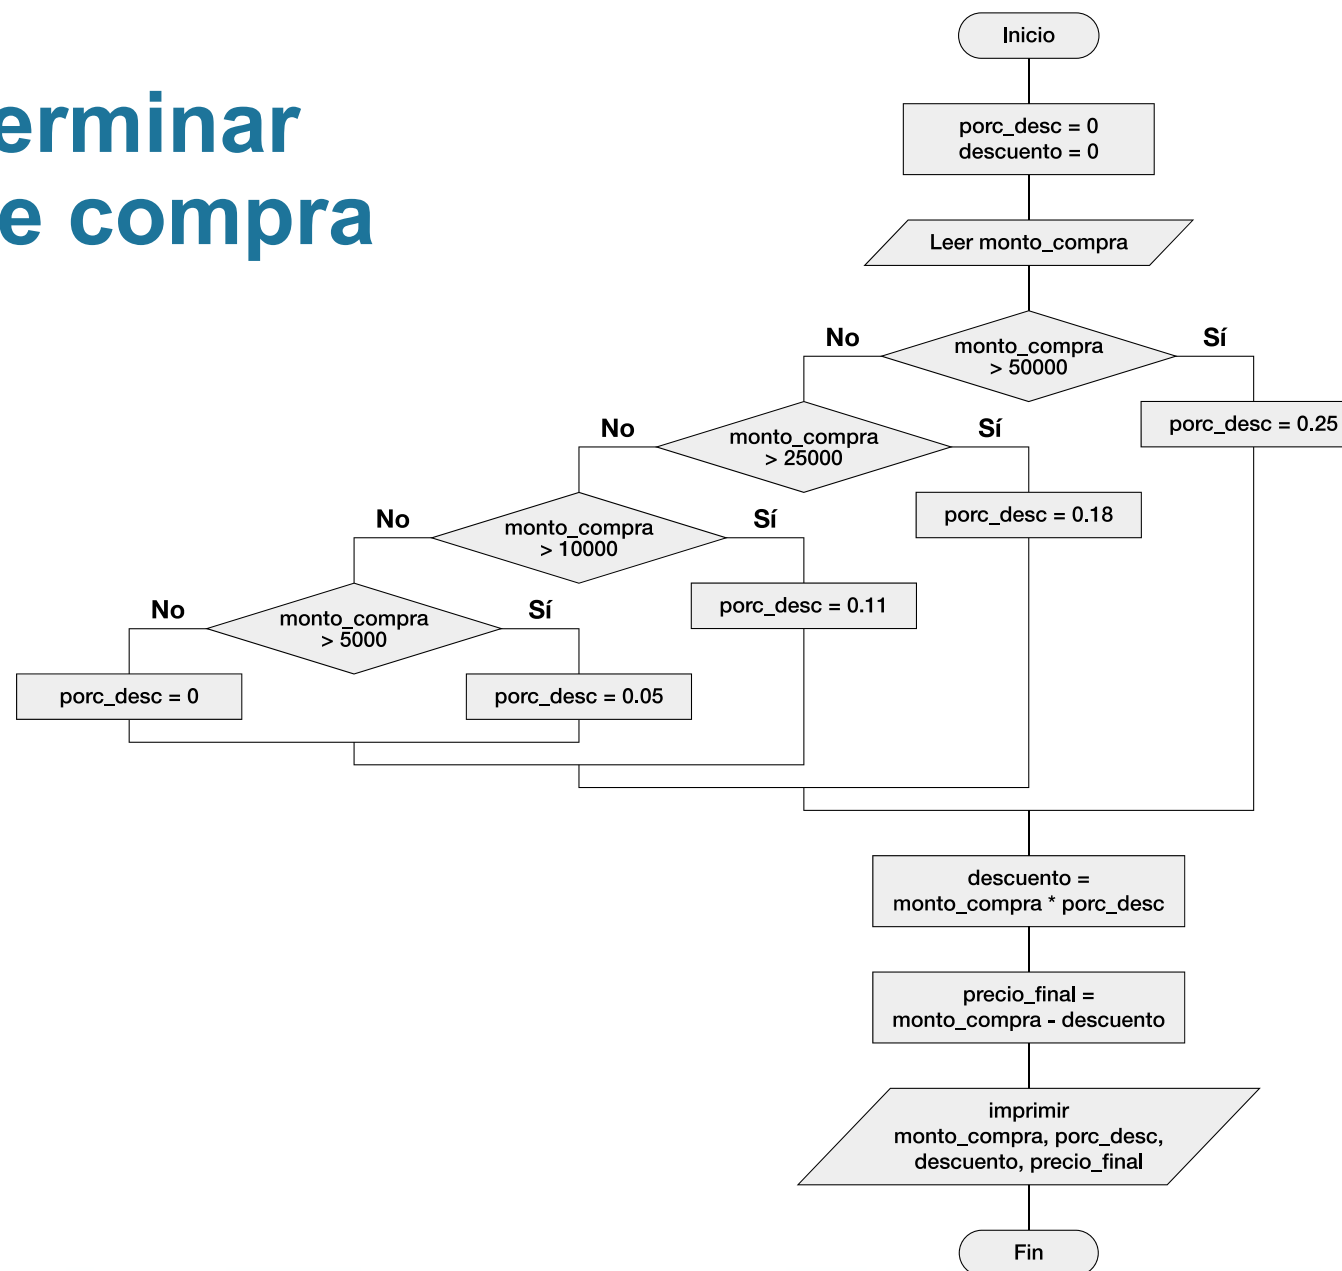 erminar
e compra
Inicio
porc_desc = 0
descuento = 0
Leer monto_compra
No
Sí
monto_compra
> 50000
porc_desc = 0.25
No
Sí
monto_compra
> 25000
porc_desc = 0.18
No
Sí
monto_compra
> 10000
porc_desc = 0.11
No
Sí
monto_compra
> 5000
porc_desc = 0
porc_desc = 0.05
descuento =
monto_compra * porc_desc
precio_final =
monto_compra - descuento
imprimir
monto_compra, porc_desc,
descuento, precio_final
Fin